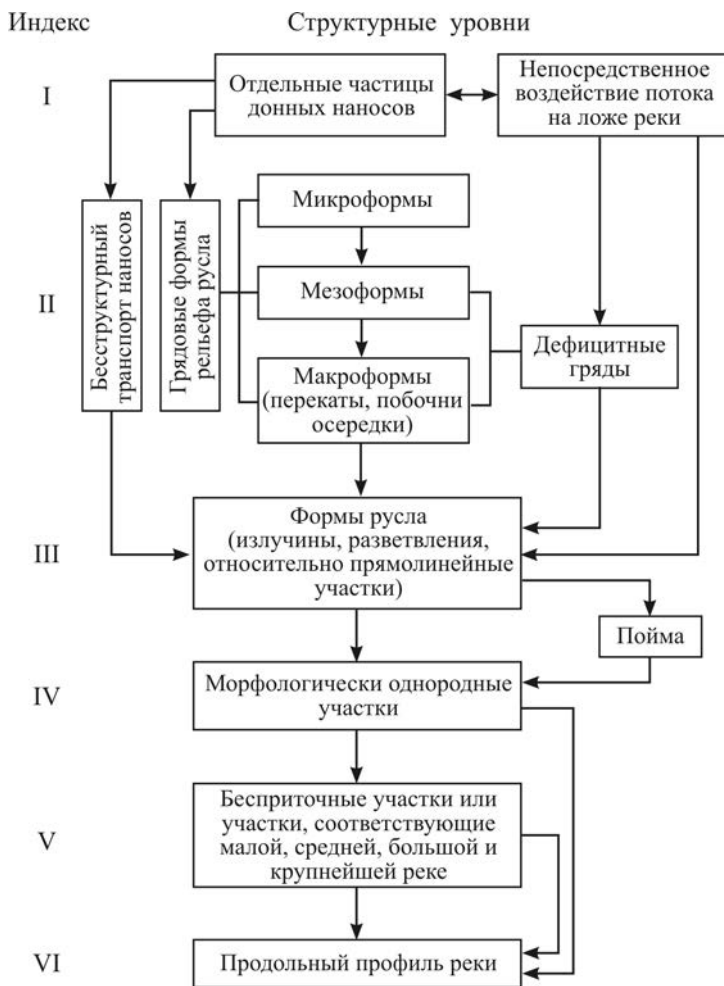 Индекс
Структурные уровни
I
Отдельные частицы
донных наносов
Непосредственное
воздействие потока
на ложе реки
II
Бесструктурный
транспорт наносов
Грядовые формы
рельефа русла
Микроформы
Мезоформы
Макроформы
(перекаты, побочни
осередки)
Дефицитные
гряды
III
Формы русла
(излучины, разветвления,
относительно прямолинейные
участки)
Пойма
IV
Морфологически однородные
участки
V
Бесприточные участки или
участки, соответствующие
малой, средней, большой и
крупнейшей реке
VI
Продольный профиль реки